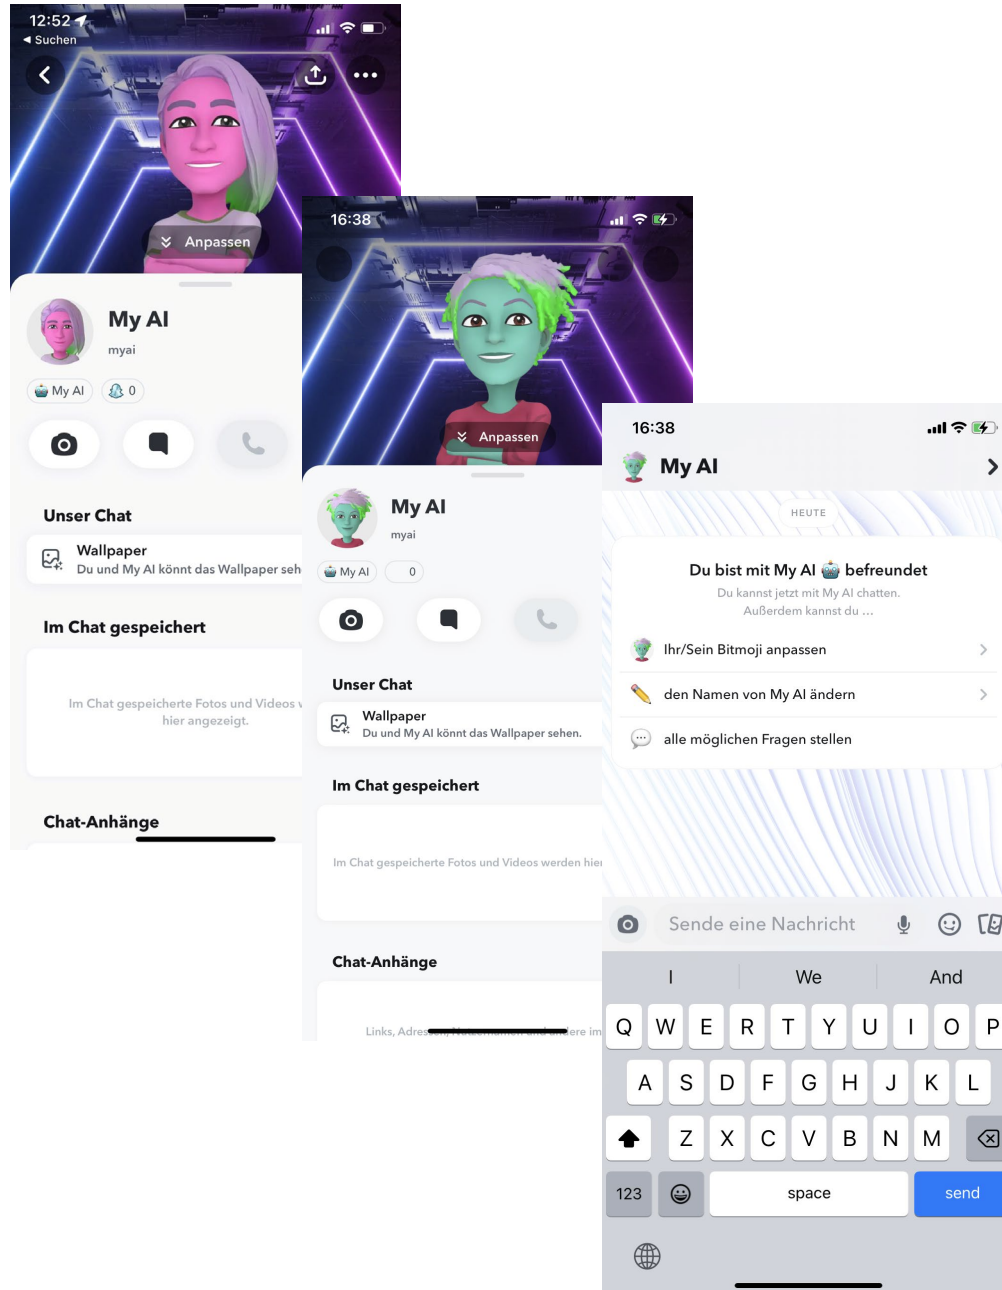 12:52
◀ Suchen
Anpassen
My AI
myai
🤖 My AI
0
Unser Chat
Wallpaper
Du und My AI könnt das Wallpaper seh
Im Chat gespeichert
Im Chat gespeicherte Fotos und Videos
hier angezeigt.
Chat-Anhänge
16:38
Anpassen
My AI
myai
🤖 My AI
0
Unser Chat
Wallpaper
Du und My AI könnt das Wallpaper sehen.
Im Chat gespeichert
Im Chat gespeicherte Fotos und Videos werden hier
Chat-Anhänge
Links, im
16:38
My AI
HEUTE
Du bist mit My AI 🤖 befreundet
Du kannst jetzt mit My AI chatten.
Außerdem kannst du ...
Ihr/Sein Bitmoji anpassen
den Namen von My AI ändern
alle möglichen Fragen stellen
Sende eine Nachricht
I We And
Q W E R T Y U I O P
A S D F G H J K L
Z X C V B N M
123 space send